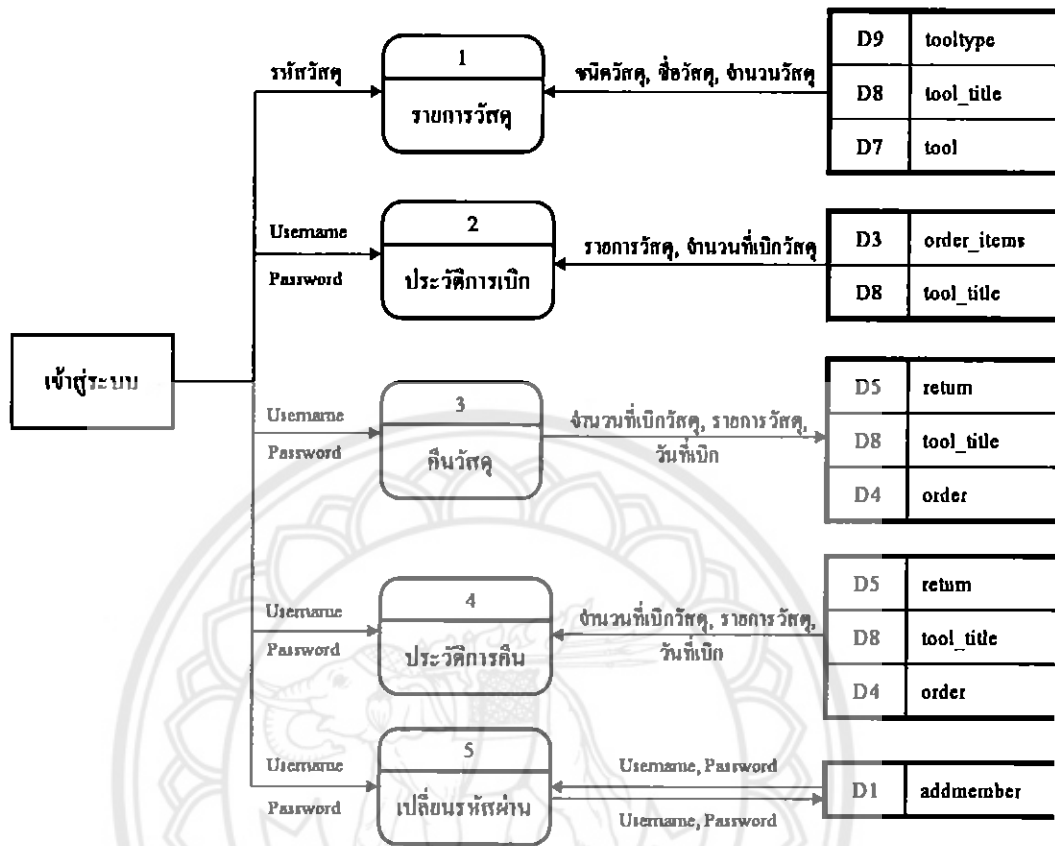 1
รหัสวัสดุ
รายการวัสดุ
ชนิดวัสดุ, ชื่อวัสดุ, จำนวนวัสดุ
D9 tooltype
D8 tool_title
D7 tool
2
Username
Password
ประวัติการเบิก
รายการวัสดุ, จำนวนที่เบิกวัสดุ
D3 order_items
D8 tool_title
เข้าสู่ระบบ
3
Username
Password
คืนวัสดุ
จำนวนที่เบิกวัสดุ, รายการวัสดุ,
วันที่เบิก
D5 return
D8 tool_title
D4 order
4
Username
Password
ประวัติการคืน
จำนวนที่เบิกวัสดุ, รายการวัสดุ,
วันที่เบิก
D5 return
D8 tool_title
D4 order
5
Username
Password
เปลี่ยนรหัสผ่าน
Username, Password
Username, Password
D1 addmember